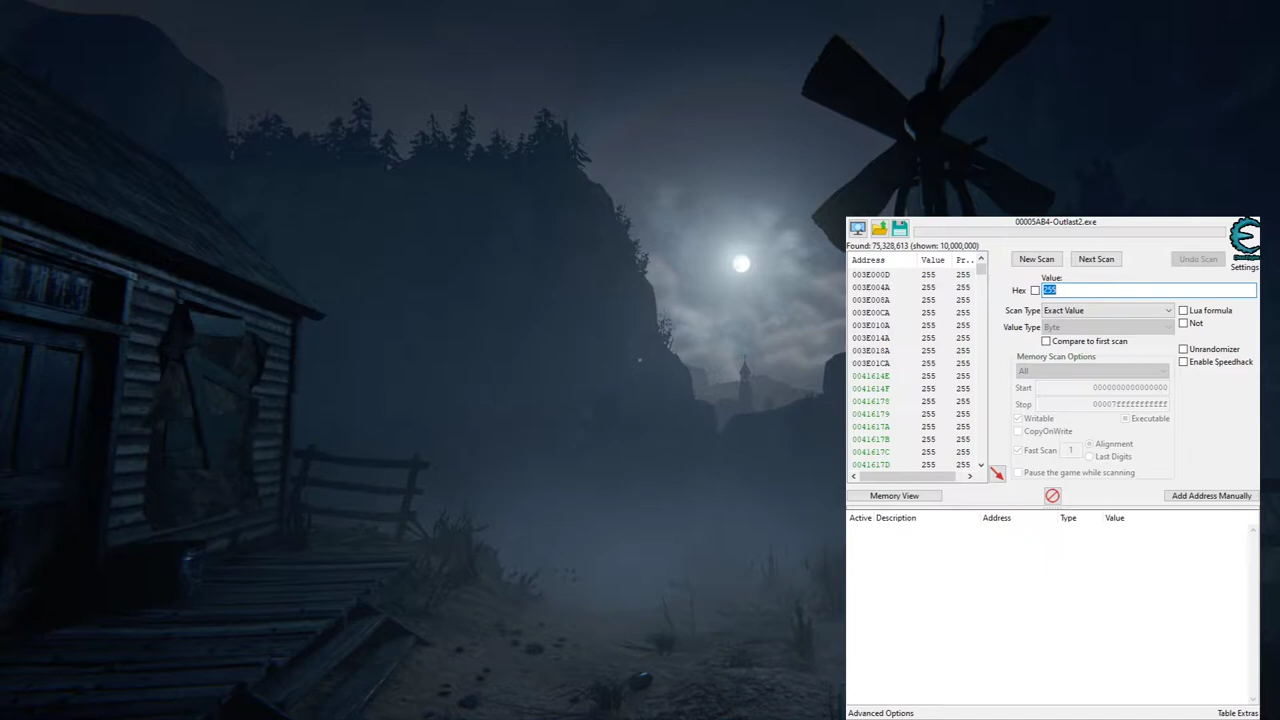 00005AB4-Outlast2.exe
Found: 75,328,613 (shown: 10,000,000)
Address Value Pr..
New Scan Next Scan Undo Scan
Settings
003E000D 255 255
003E004A 255 255
003E008A 255 255
003E00CA 255 255
003E010A 255 255
003E014A 255 255
003E018A 255 255
003E01CA 255 255
0041614E 255 255
0041614F 255 255
00416178 255 255
00416179 255 255
0041617A 255 255
0041617B 255 255
0041617C 255 255
0041617D 255 255
Value:
Hex 255
Scan Type Exact Value
Lua formula
Value Type Byte
Not
Compare to first scan
Unrandomizer
Memory Scan Options
Enable Speedhack
All
Start 0000000000000
Stop 00007fffffffffff
Writable Executable
CopyOnWrite
Fast Scan 1 Alignment
Last Digits
Pause the game while scanning
Memory View Add Address Manually
Active Description Address Type Value
Advanced Options Table Extras